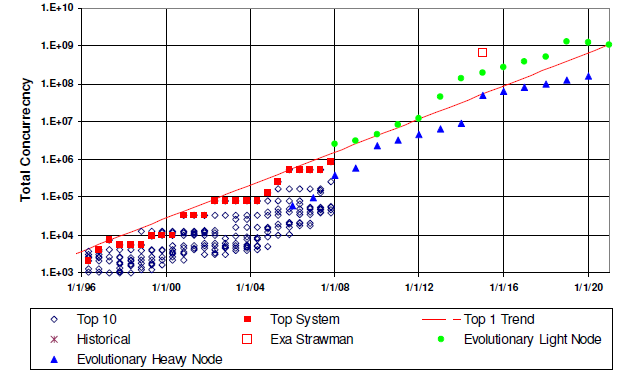 1.E+10
1.E+09
1.E+08
1.E+07
1.E+06
1.E+05
1.E+04
1.E+03
Total Concurrecncy
1/1/96 1/1/00 1/1/04 1/1/08 1/1/12 1/1/16 1/1/20
Top 10 Top System Top 1 Trend
Historical Exa Strawman Evolutionary Light Node
Evolutionary Heavy Node